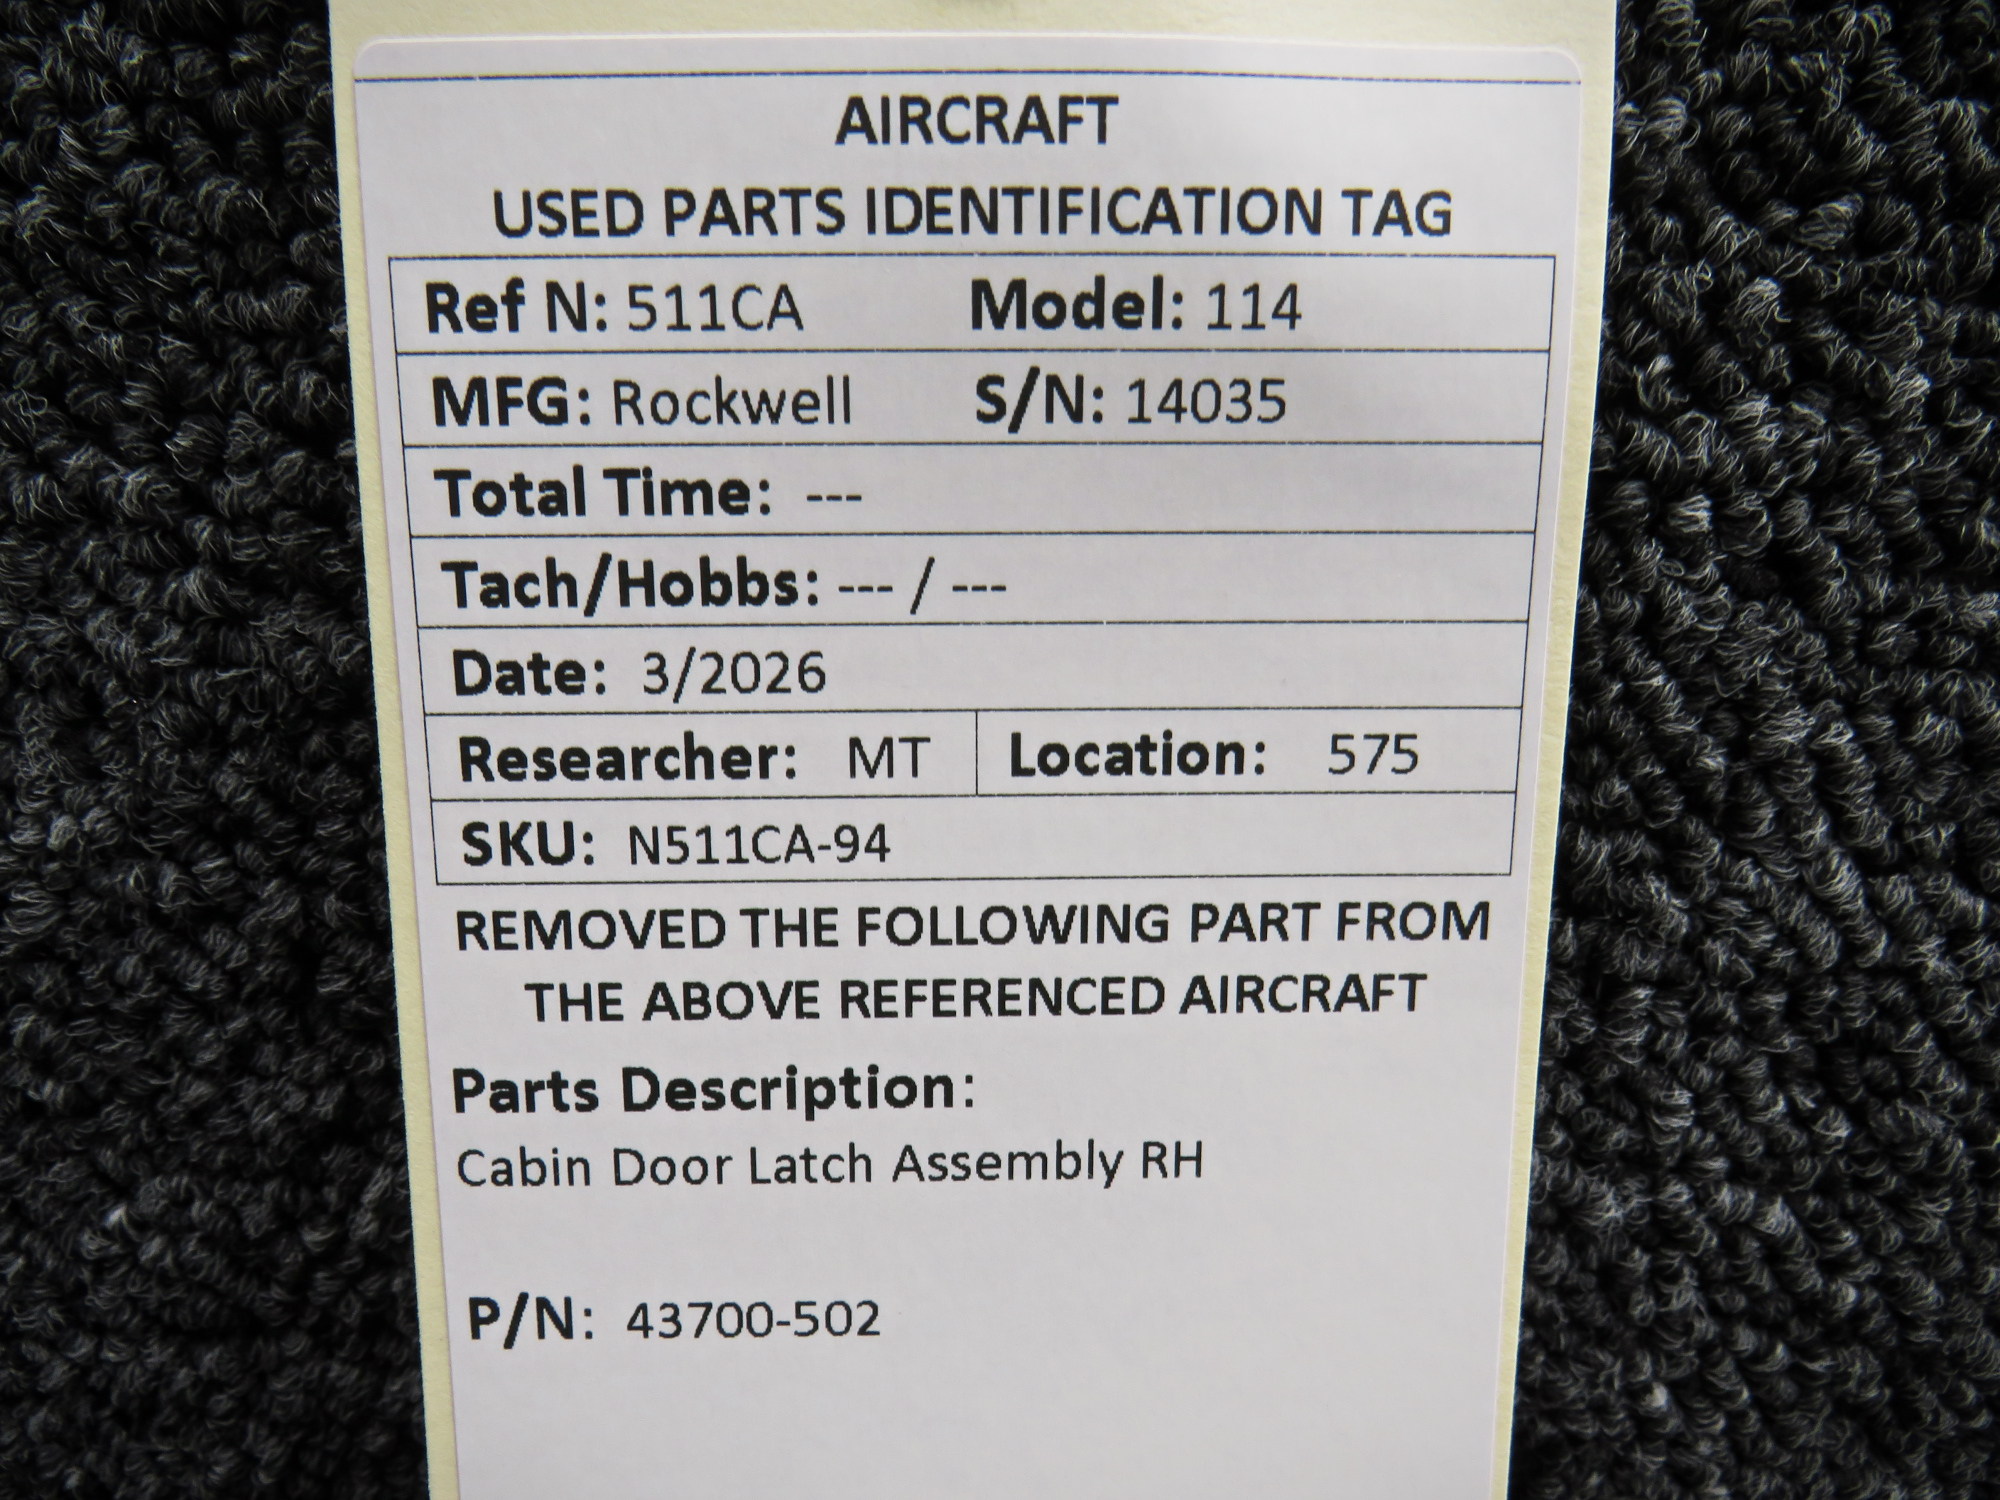 AIRCRAFT
USED PARTS IDENTIFICATION TAG
Ref N: 511CA Model: 114
MFG: Rockwell S/N: 14035
Total Time: ---
Tach/Hobbs: --- / ---
Date: 3/2026
Researcher: MT Location: 575
SKU: N511CA-94
REMOVED THE FOLLOWING PART FROM
THE ABOVE REFERENCED AIRCRAFT
Parts Description:
Cabin Door Latch Assembly RH
P/N: 43700-502